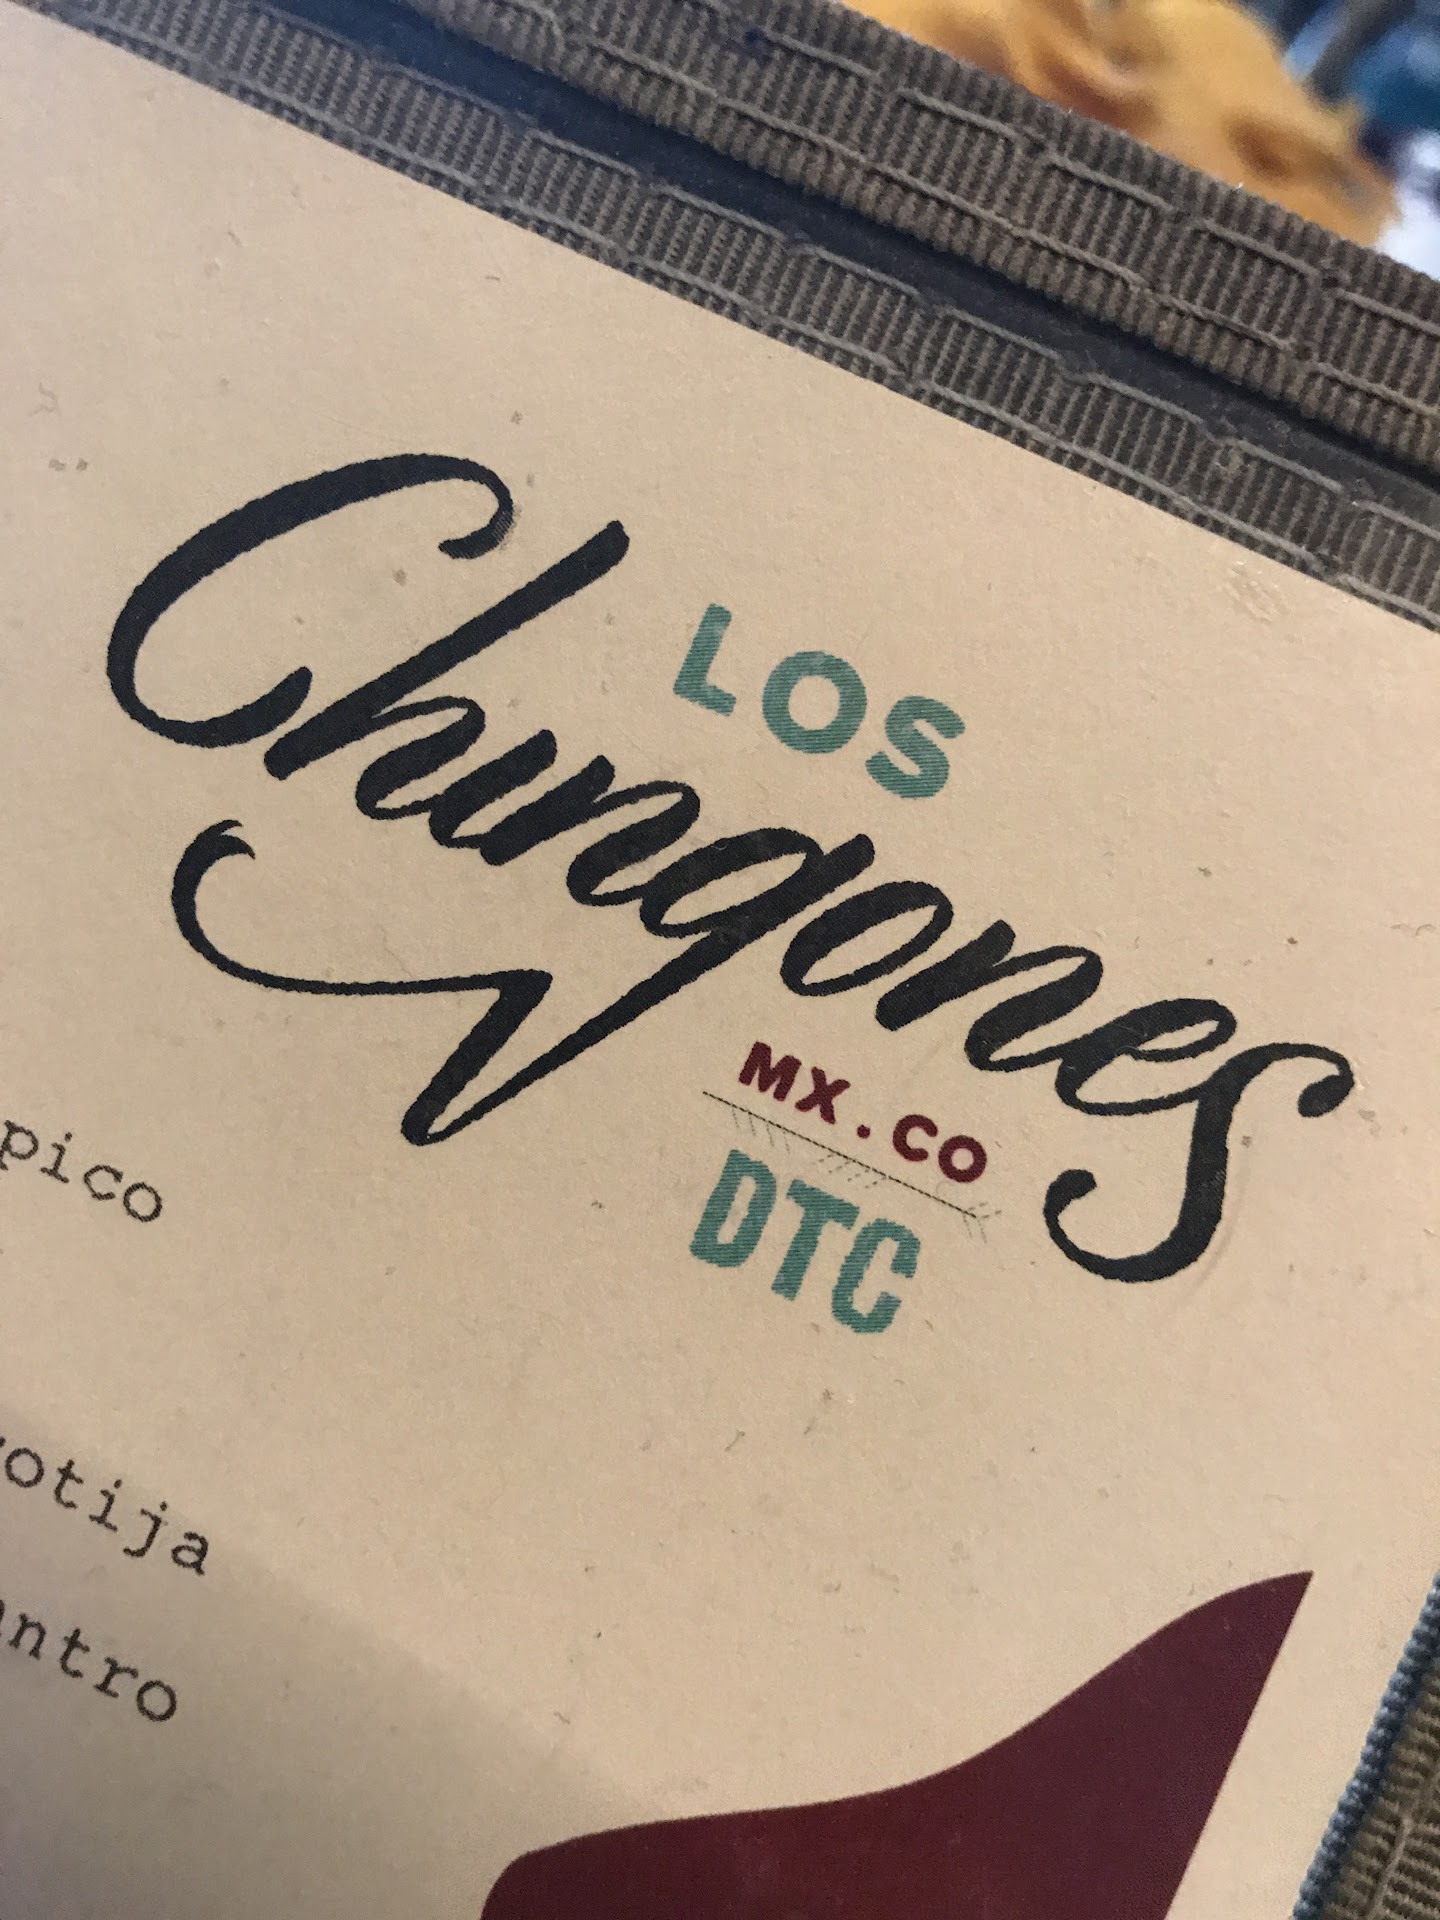 LOS
Chingones
MX.CO
DTC
pico
otija
ntro